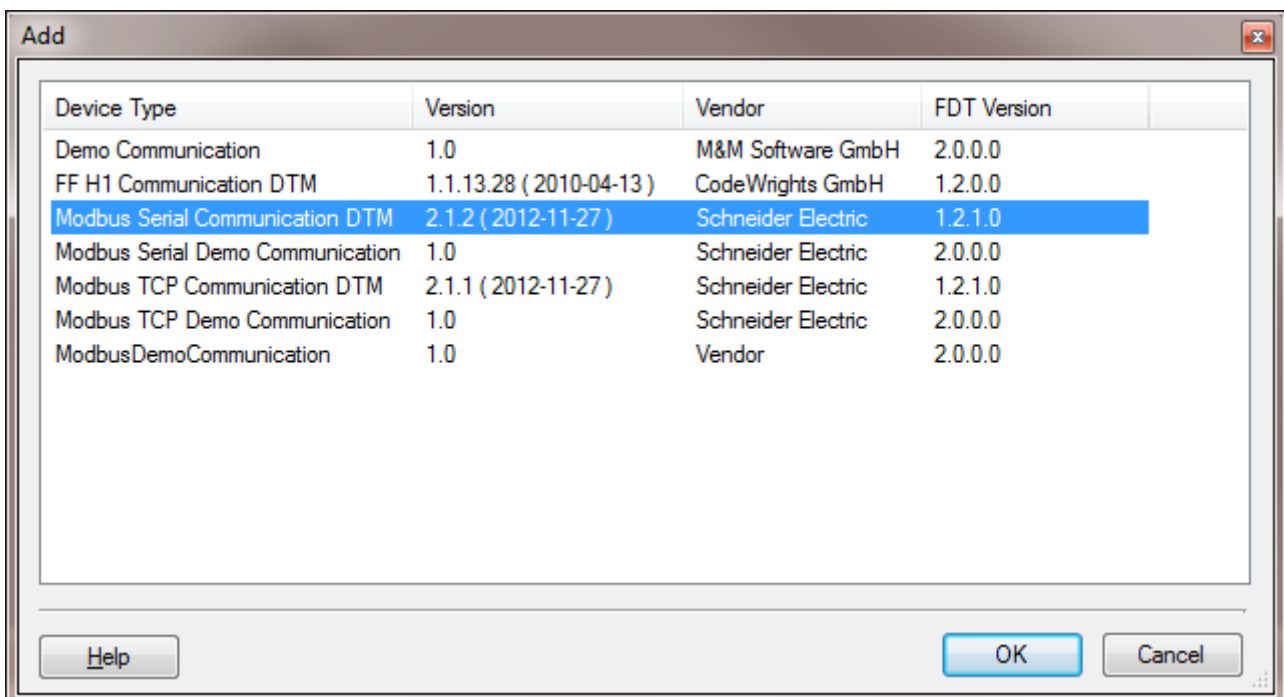 Add
Device Type Version Vendor FDT Version
Demo Communication 1.0 M&M Software GmbH 2.0.0.0
FF H1 Communication DTM 1.1.13.28 ( 2010-04-13 ) CodeWrights GmbH 1.2.0.0
Modbus Serial Communication DTM 2.1.2 ( 2012-11-27 ) Schneider Electric 1.2.1.0
Modbus Serial Demo Communication 1.0 Schneider Electric 2.0.0.0
Modbus TCP Communication DTM 2.1.1 ( 2012-11-27 ) Schneider Electric 1.2.1.0
Modbus TCP Demo Communication 1.0 Schneider Electric 2.0.0.0
ModbusDemoCommunication 1.0 Vendor 2.0.0.0
Help OK Cancel